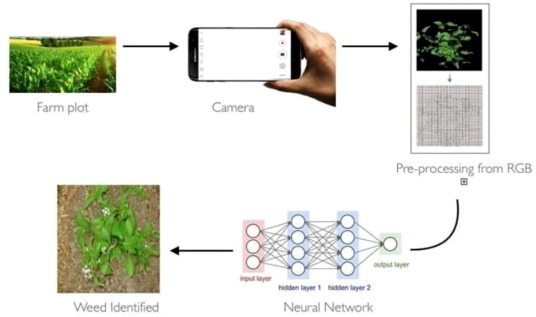 Farm plot
Camera
Pre-processing from RGB
input layer
hidden layer 1
hidden layer 2
output layer
Weed Identified
Neural Network